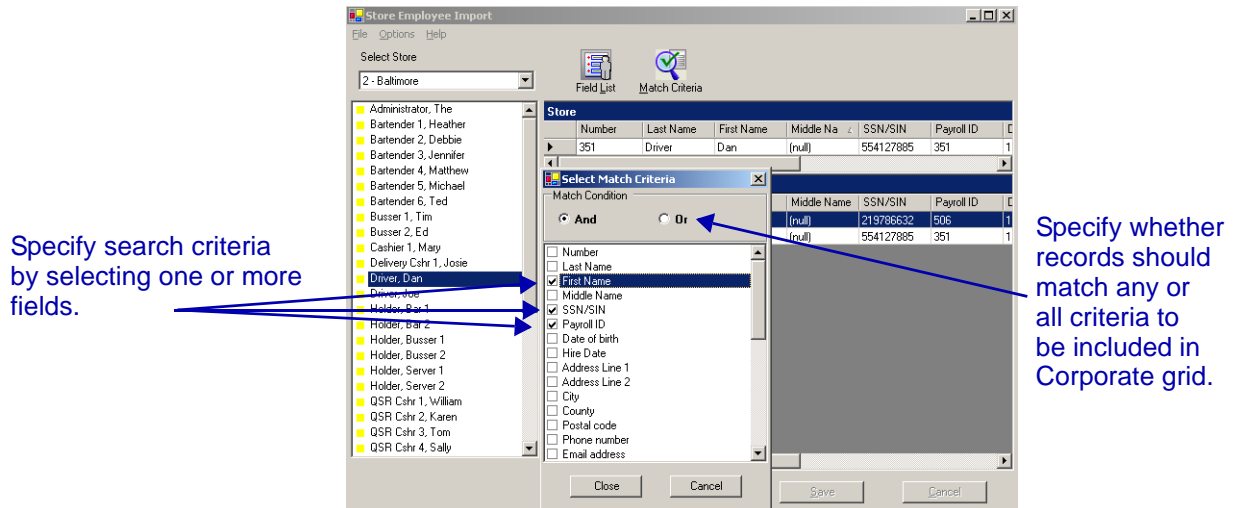 Store Employee Import
File Options Help
Select Store
2 - Baltimore
Field List
Match Criteria
Administrator, The
Bartender 1, Heather
Bartender 2, Debbie
Bartender 3, Jennifer
Bartender 4, Matthew
Bartender 5, Michael
Bartender 6, Ted
Busser 1, Tim
Busser 2, Ed
Cashier 1, Mary
Delivery Cshr 1, Josie
Driver, Dan
Driver, Joe
Holder, Bar 1
Holder, Bar 2
Holder, Busser 1
Holder, Busser 2
Holder, Server 1
Holder, Server 2
QSR Cshr 1, William
QSR Cshr 2, Karen
QSR Cshr 3, Tom
QSR Cshr 4, Sally
Store
Number Last Name First Name Middle Na SSN/SIN Payroll ID D
351 Driver Dan (null) 554127885 351 1
Middle Name SSN/SIN Payroll ID D
(null) 219786632 506 1
(null) 554127885 351 1
Select Match Criteria
Match Condition
And Or
Number
Last Name
First Name
Middle Name
SSN/SIN
Payroll ID
Date of birth
Hire Date
Address Line 1
Address Line 2
City
County
Postal code
Phone number
Email address
Close Cancel
Save Cancel
Specify search criteria
by selecting one or more
fields.
Specify whether
records should
match any or
all criteria to
be included in
Corporate grid.